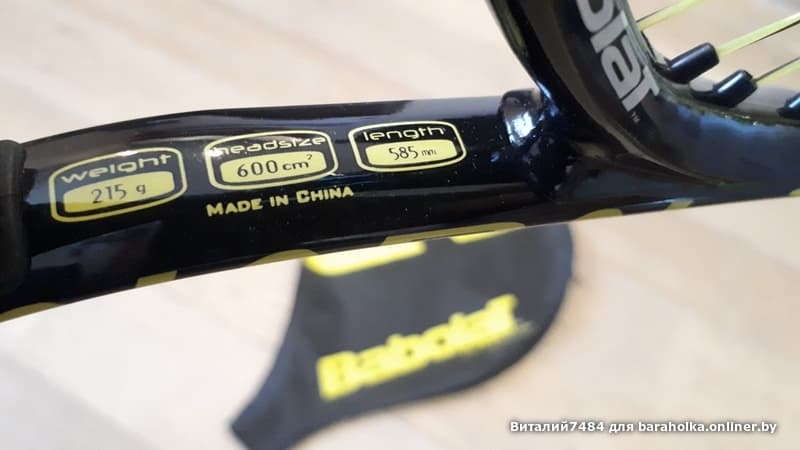 weight
215 g
headsize
600 cm²
length
585 mm
MADE IN CHINA
Babolat
Виталий7484 для baraholka.onliner.by